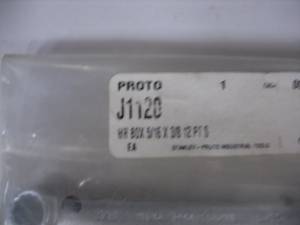 PROTO 1
J1120
HR BOX 5/16 X 3/8 12 PT S
EA STANLEY-PROTO INDUSTRIAL TOOLS